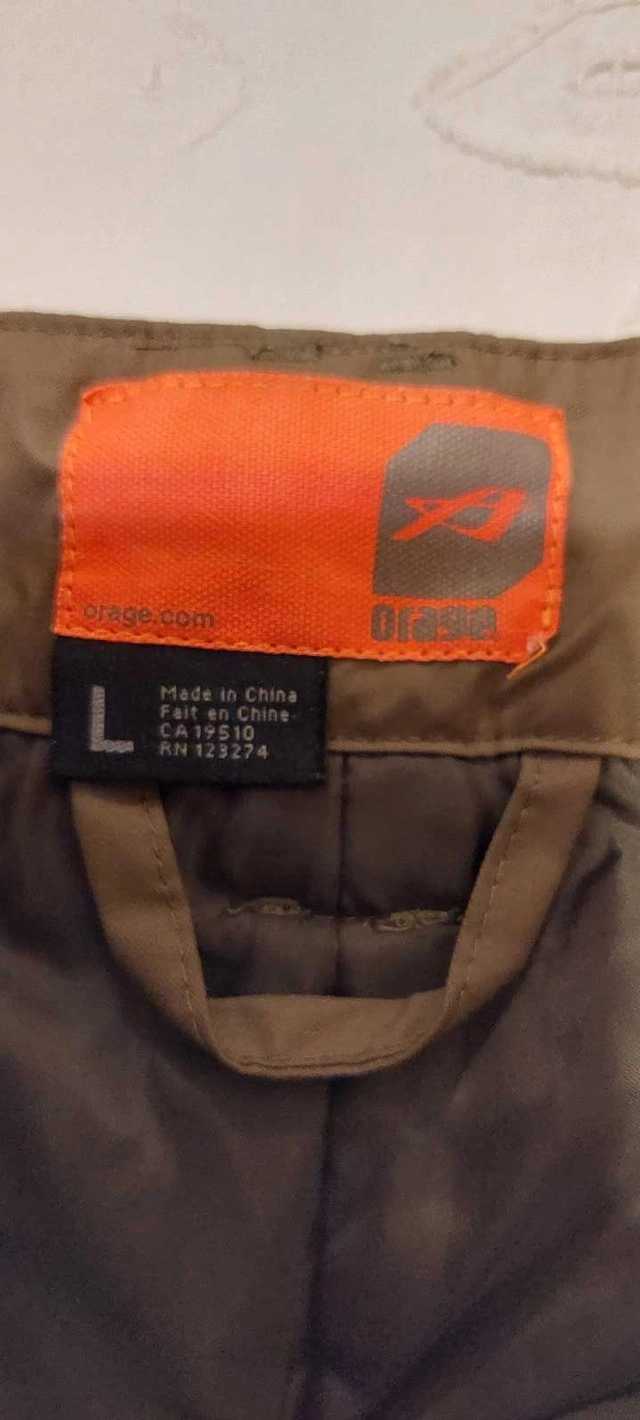 orage.com
orage
L
Made in China
Fait en Chine
CA 19510
RN 123274